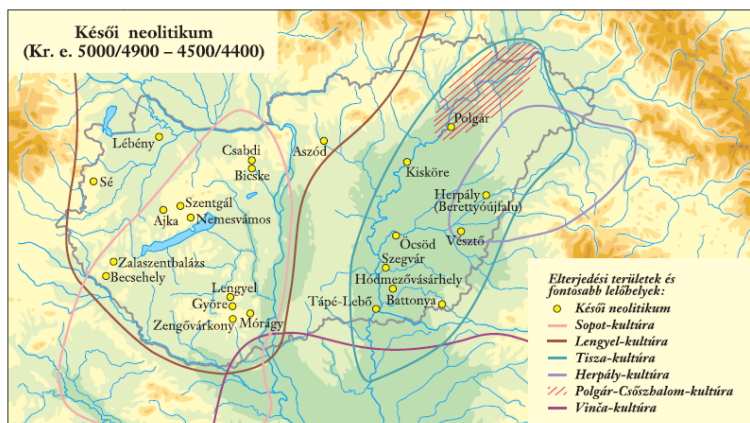 Késői neolitikum
(Kr. e. 5000/4900 – 4500/4400)
Lébény
Sé
Csabdi
Bicske
Aszód
Polgár
Kisköre
Szentgál
Ajka
Nemesvámos
Herpály
(Berettyóújfalu)
Öcsöd
Vésztő
Szegvár
Zalaszentbalázs
Becsehely
Hódmezővásárhely
Lengyel
Battonya
Györe
Tápé-Lebő
Zengővárkony
Mórágy
Elterjedési területek és
fontosabb lelőhelyek:
Késői neolitikum
Sopot-kultúra
Lengyel-kultúra
Tisza-kultúra
Herpály-kultúra
Polgár-Csőszhalom-kultúra
Vinča-kultúra